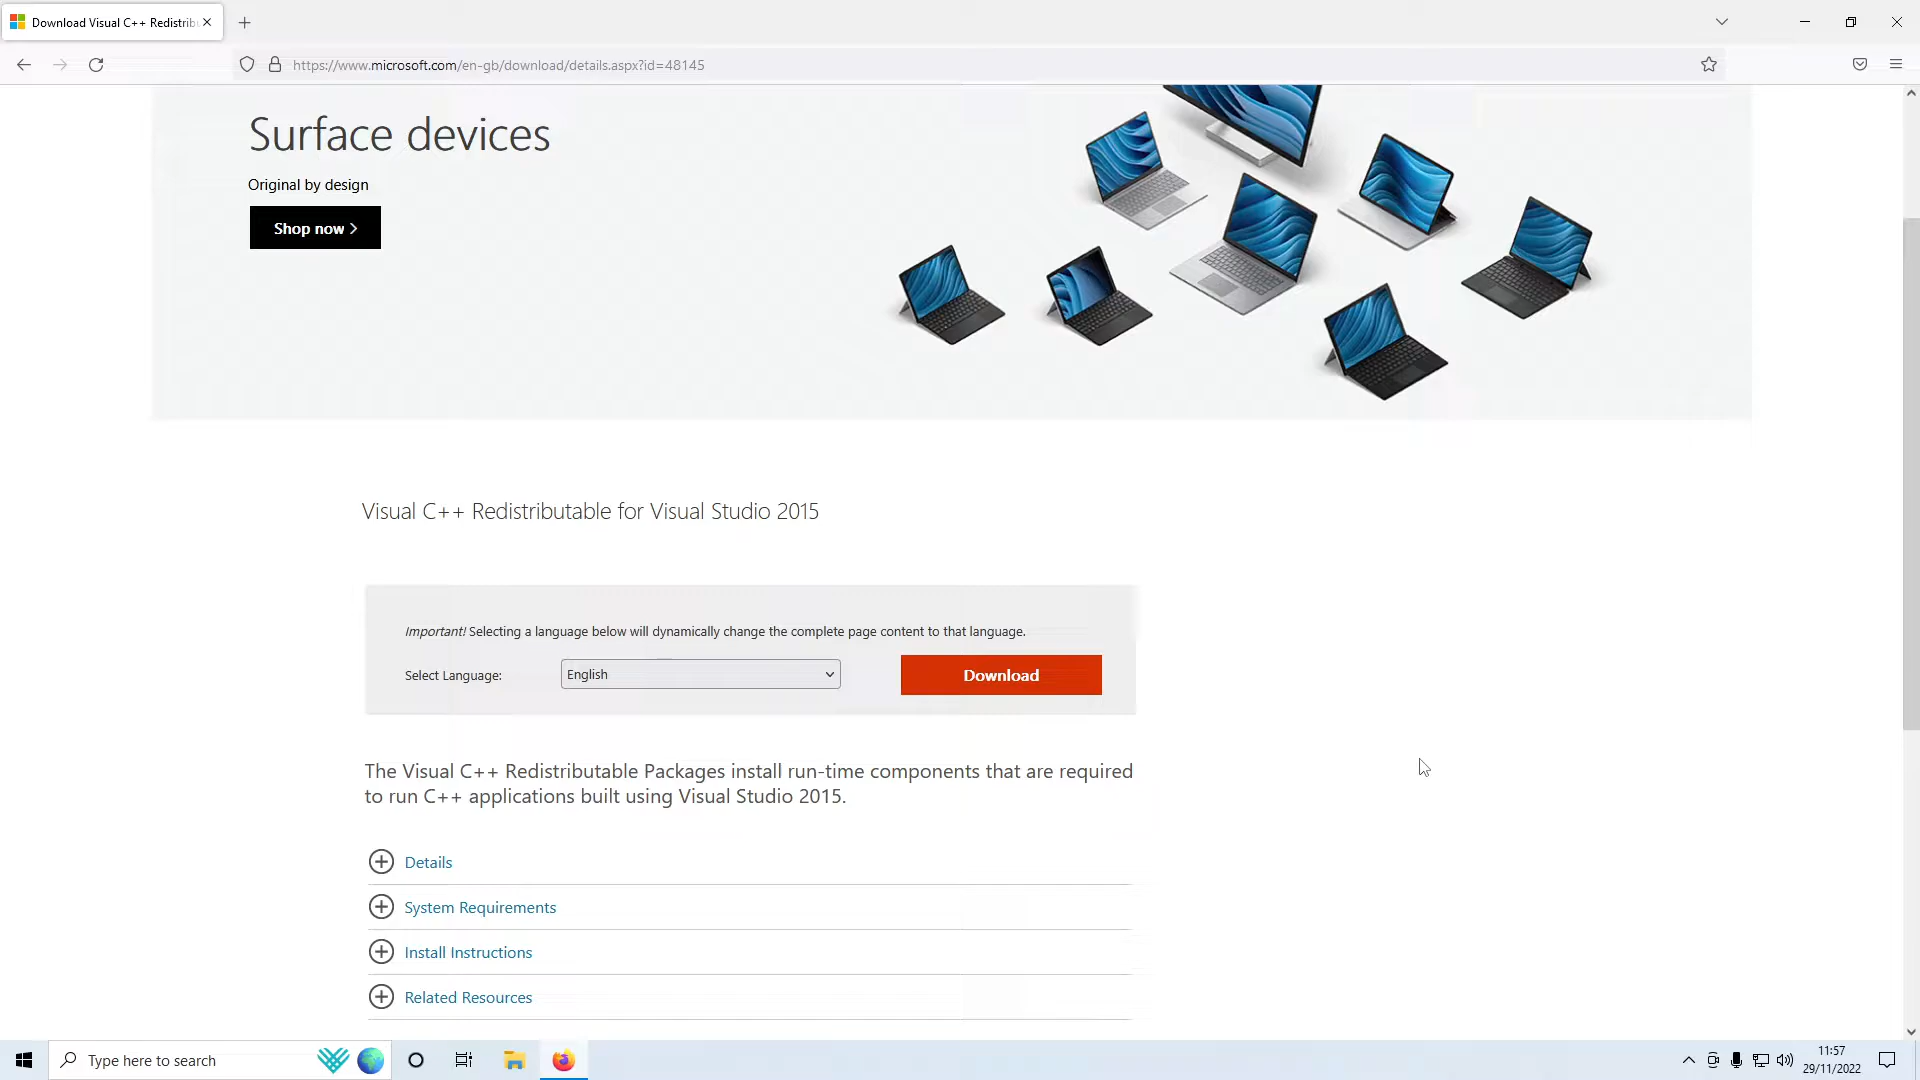 Download Visual C++ Redistrib
https://www.microsoft.com/en-gb/download/details.aspx?id=48145
Surface devices
Original by design
Shop now
Visual C++ Redistributable for Visual Studio 2015
Important! Selecting a language below will dynamically change the complete page content to that language.
Select Language:
English
Download
The Visual C++ Redistributable Packages install run-time components that are required
to run C++ applications built using Visual Studio 2015.
Details
System Requirements
Install Instructions
Related Resources
Type here to search
11:57
29/11/2022